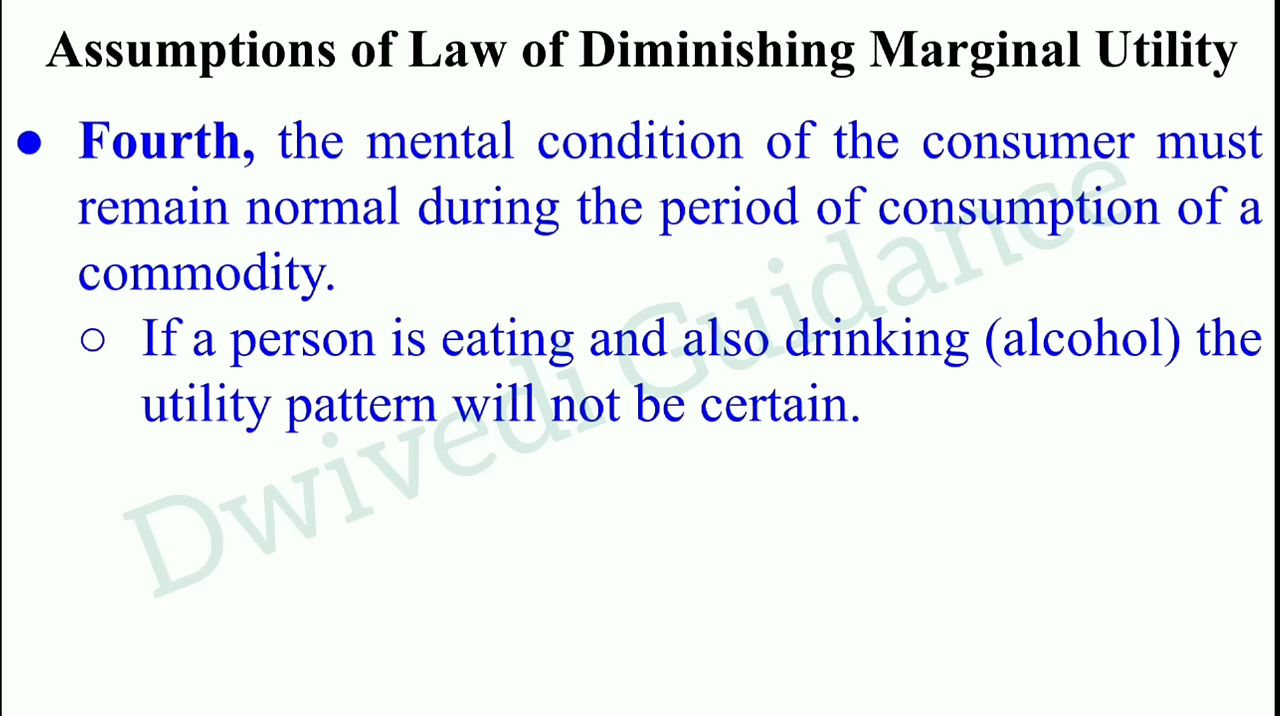 Assumptions of Law of Diminishing Marginal Utility
● Fourth, the mental condition of the consumer must
remain normal during the period of consumption of a
commodity.
○ If a person is eating and also drinking (alcohol) the
utility pattern will not be certain.
Dwivedi Guidance